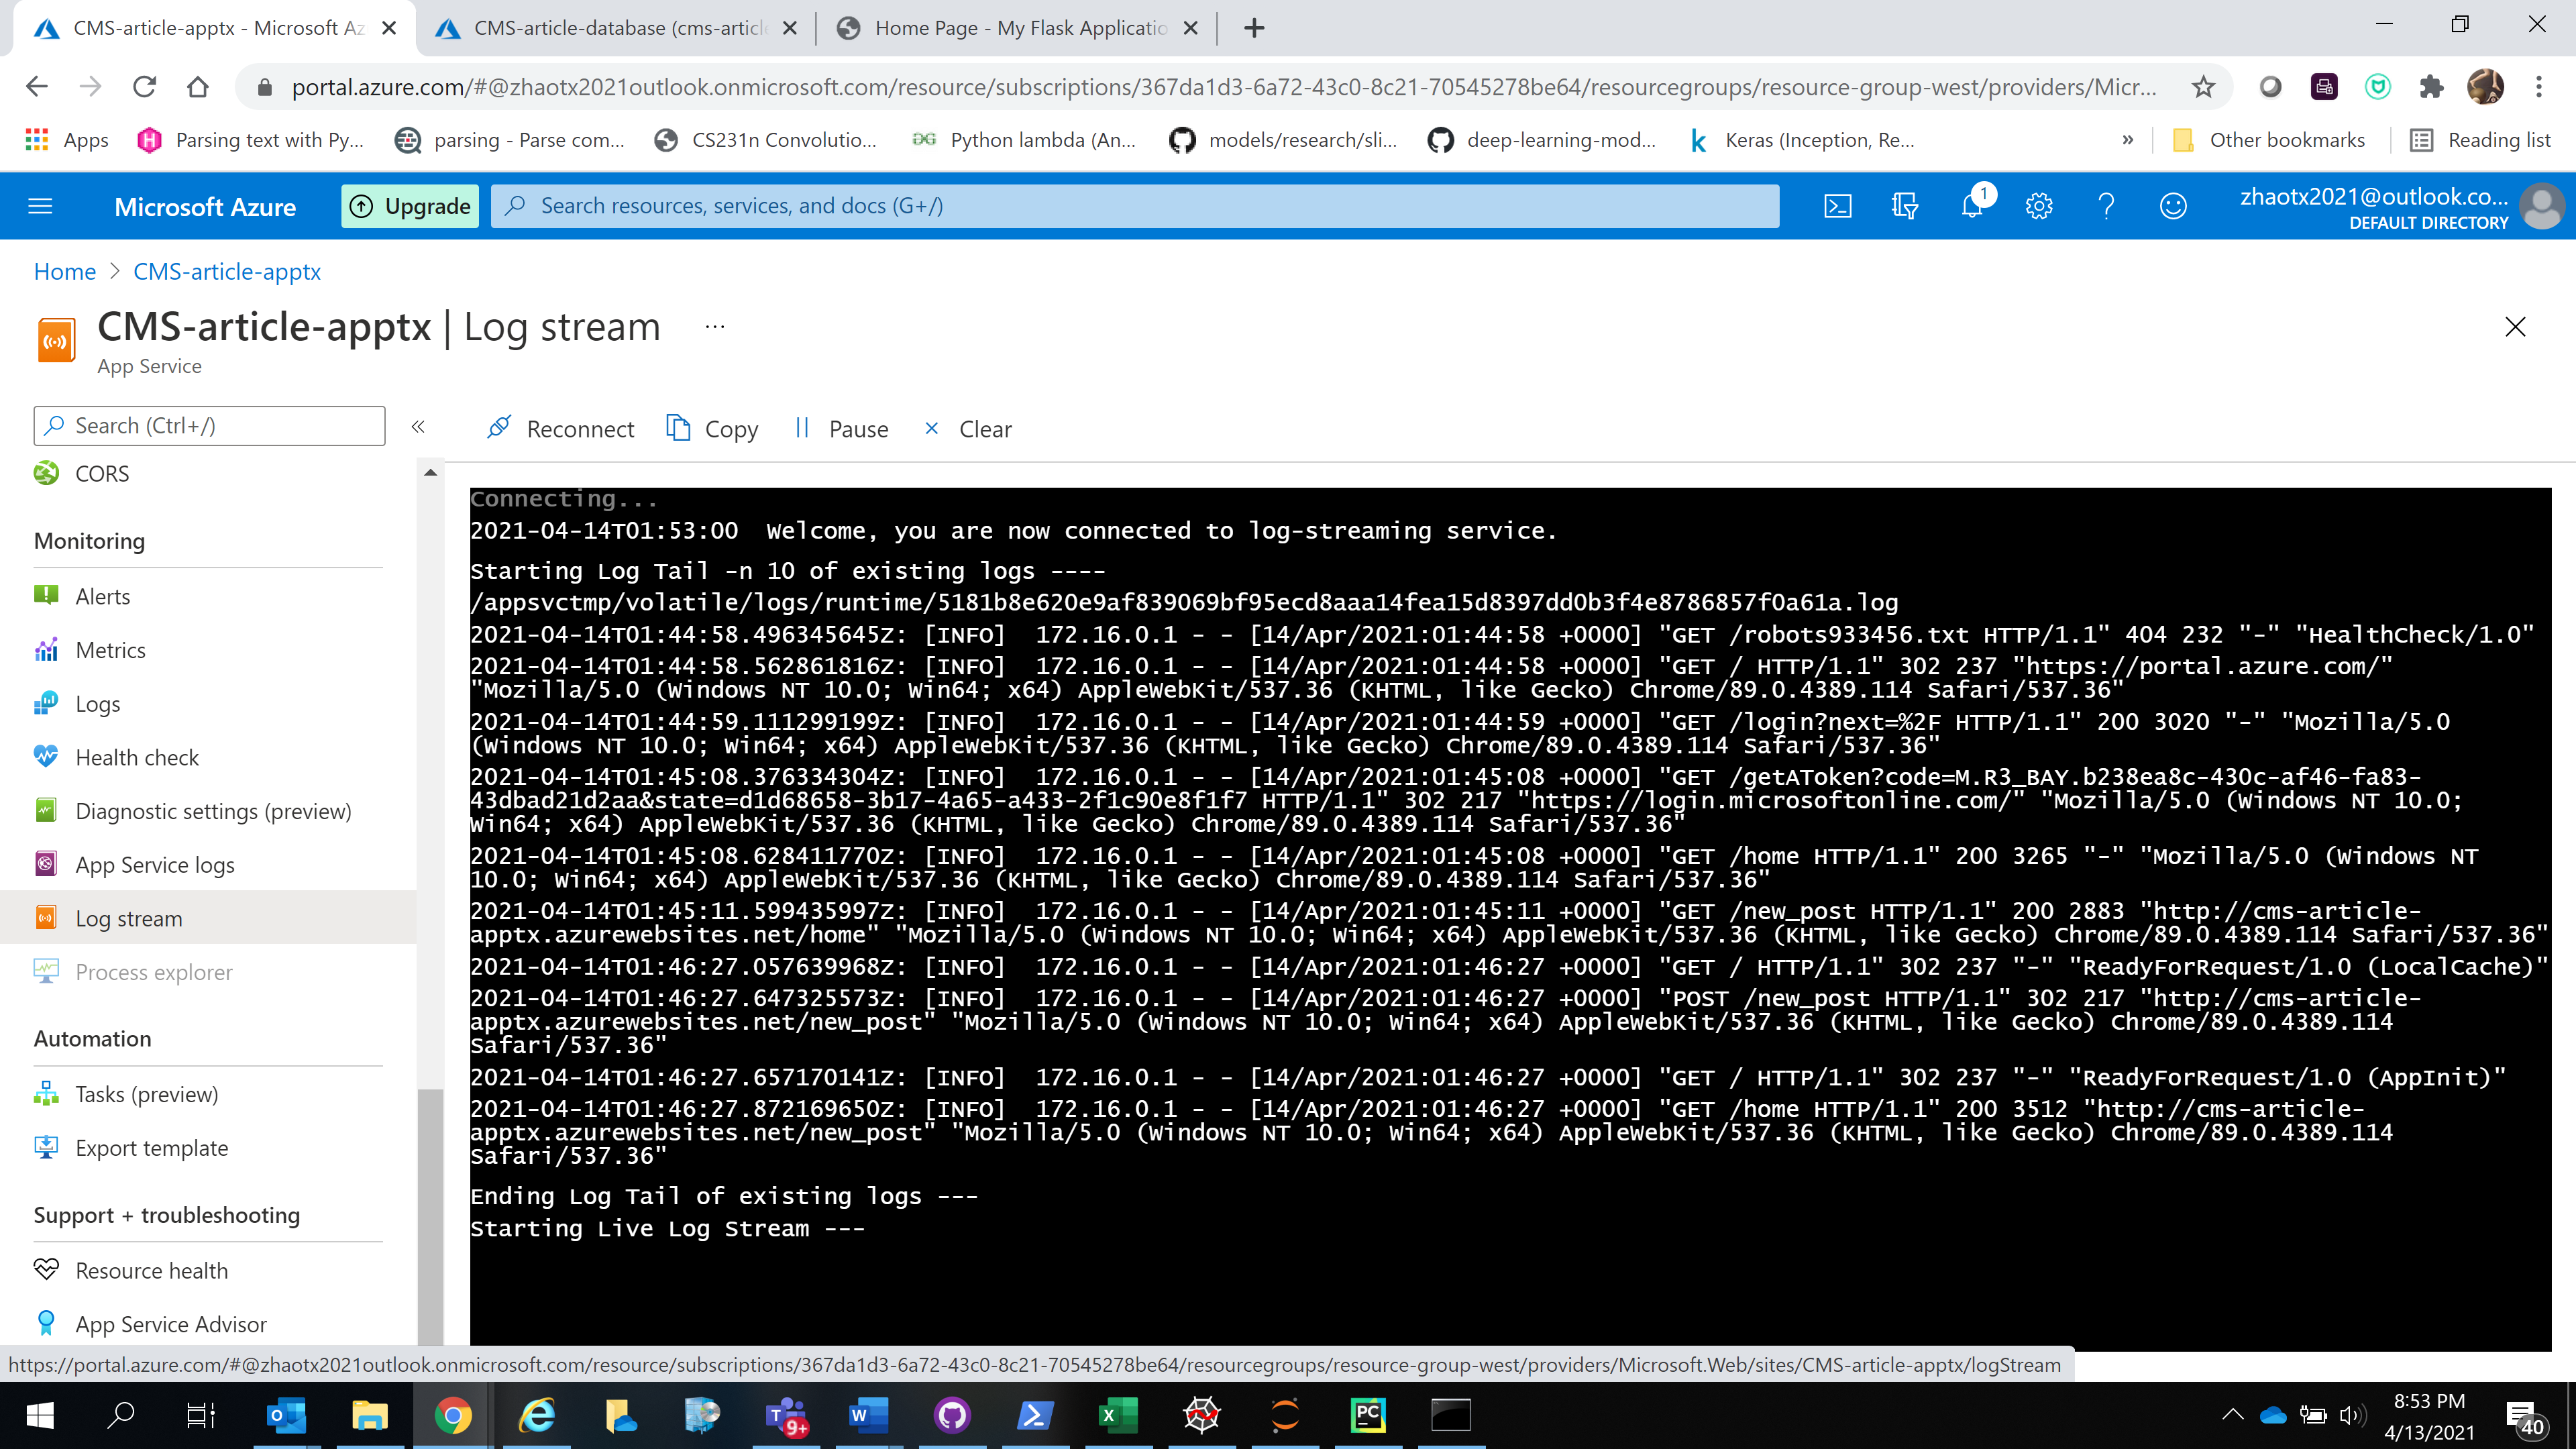 CMS-article-apptx - Microsoft Az
CMS-article-database (cms-articl
Home Page - My Flask Applicatio
portal.azure.com/#@zhaotx2021outlook.onmicrosoft.com/resource/subscriptions/367da1d3-6a72-43c0-8c21-70545278be64/resourcegroups/resource-group-west/providers/Micr...
Apps
Parsing text with Py...
parsing - Parse com...
CS231n Convolutio...
Python lambda (An...
models/research/sli...
deep-learning-mod...
Keras (Inception, Re...
»
Other bookmarks
Reading list
Microsoft Azure
Upgrade
Search resources, services, and docs (G+/)
1
zhaotx2021@outlook.co...
DEFAULT DIRECTORY
Home > CMS-article-apptx
CMS-article-apptx | Log stream ...
App Service
Search (Ctrl+/)
«
Reconnect
Copy
Pause
Clear
CORS
Monitoring
Alerts
Metrics
Logs
Health check
Diagnostic settings (preview)
App Service logs
Log stream
Process explorer
Automation
Tasks (preview)
Export template
Support + troubleshooting
Resource health
App Service Advisor
Connecting...
2021-04-14T01:53:00  Welcome, you are now connected to log-streaming service.
Starting Log Tail -n 10 of existing logs ----
/appsvctmp/volatile/logs/runtime/5181b8e620e9af839069bf95ecd8aaa14fea15d8397dd0b3f4e8786857f0a61a.log
2021-04-14T01:44:58.496345645Z: [INFO]  172.16.0.1 - - [14/Apr/2021:01:44:58 +0000] "GET /robots933456.txt HTTP/1.1" 404 232 "-" "HealthCheck/1.0"
2021-04-14T01:44:58.562861816Z: [INFO]  172.16.0.1 - - [14/Apr/2021:01:44:58 +0000] "GET / HTTP/1.1" 302 237 "https://portal.azure.com/"
"Mozilla/5.0 (Windows NT 10.0; Win64; x64) AppleWebKit/537.36 (KHTML, like Gecko) Chrome/89.0.4389.114 Safari/537.36"
2021-04-14T01:44:59.111299199Z: [INFO]  172.16.0.1 - - [14/Apr/2021:01:44:59 +0000] "GET /login?next=%2F HTTP/1.1" 200 3020 "-" "Mozilla/5.0
(Windows NT 10.0; Win64; x64) AppleWebKit/537.36 (KHTML, like Gecko) Chrome/89.0.4389.114 Safari/537.36"
2021-04-14T01:45:08.376334304Z: [INFO]  172.16.0.1 - - [14/Apr/2021:01:45:08 +0000] "GET /getAToken?code=M.R3_BAY.b238ea8c-430c-af46-fa83-
43dbad21d2aa&state=d1d68658-3b17-4a65-a433-2f1c90e8f1f7 HTTP/1.1" 302 217 "https://login.microsoftonline.com/" "Mozilla/5.0 (Windows NT 10.0;
Win64; x64) AppleWebKit/537.36 (KHTML, like Gecko) Chrome/89.0.4389.114 Safari/537.36"
2021-04-14T01:45:08.628411770Z: [INFO]  172.16.0.1 - - [14/Apr/2021:01:45:08 +0000] "GET /home HTTP/1.1" 200 3265 "-" "Mozilla/5.0 (Windows NT
10.0; Win64; x64) AppleWebKit/537.36 (KHTML, like Gecko) Chrome/89.0.4389.114 Safari/537.36"
2021-04-14T01:45:11.599435997Z: [INFO]  172.16.0.1 - - [14/Apr/2021:01:45:11 +0000] "GET /new_post HTTP/1.1" 200 2883 "http://cms-article-
apptx.azurewebsites.net/home" "Mozilla/5.0 (Windows NT 10.0; Win64; x64) AppleWebKit/537.36 (KHTML, like Gecko) Chrome/89.0.4389.114 Safari/537.36"
2021-04-14T01:46:27.057639968Z: [INFO]  172.16.0.1 - - [14/Apr/2021:01:46:27 +0000] "GET / HTTP/1.1" 302 237 "-" "ReadyForRequest/1.0 (LocalCache)"
2021-04-14T01:46:27.647325573Z: [INFO]  172.16.0.1 - - [14/Apr/2021:01:46:27 +0000] "POST /new_post HTTP/1.1" 302 217 "http://cms-article-
apptx.azurewebsites.net/new_post" "Mozilla/5.0 (Windows NT 10.0; Win64; x64) AppleWebKit/537.36 (KHTML, like Gecko) Chrome/89.0.4389.114
Safari/537.36"
2021-04-14T01:46:27.657170141Z: [INFO]  172.16.0.1 - - [14/Apr/2021:01:46:27 +0000] "GET / HTTP/1.1" 302 237 "-" "ReadyForRequest/1.0 (AppInit)"
2021-04-14T01:46:27.872169650Z: [INFO]  172.16.0.1 - - [14/Apr/2021:01:46:27 +0000] "GET /home HTTP/1.1" 200 3512 "http://cms-article-
apptx.azurewebsites.net/new_post" "Mozilla/5.0 (Windows NT 10.0; Win64; x64) AppleWebKit/537.36 (KHTML, like Gecko) Chrome/89.0.4389.114
Safari/537.36"
Ending Log Tail of existing logs ---
Starting Live Log Stream ---
https://portal.azure.com/#@zhaotx2021outlook.onmicrosoft.com/resource/subscriptions/367da1d3-6a72-43c0-8c21-70545278be64/resourcegroups/resource-group-west/providers/Microsoft.Web/sites/CMS-article-apptx/logStream
9+
PC
8:53 PM
4/13/2021
40